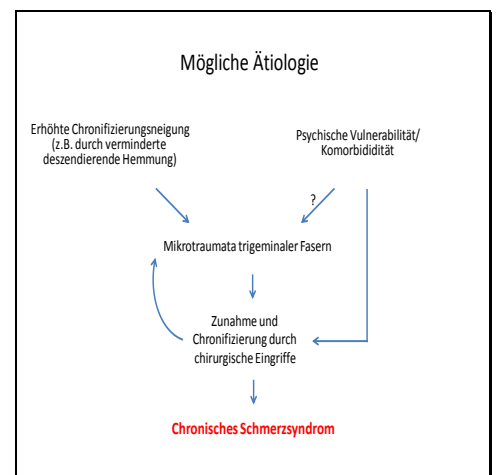 Mögliche Ätiologie
Erhöhte Chronifizierungsneigung
(z.B. durch verminderte
deszendierende Hemmung)
Psychische Vulnerabilität/
Komorbididität
?
Mikrotraumata trigeminaler Fasern
Zunahme und
Chronifizierung durch
chirurgische Eingriffe
Chronisches Schmerzsyndrom